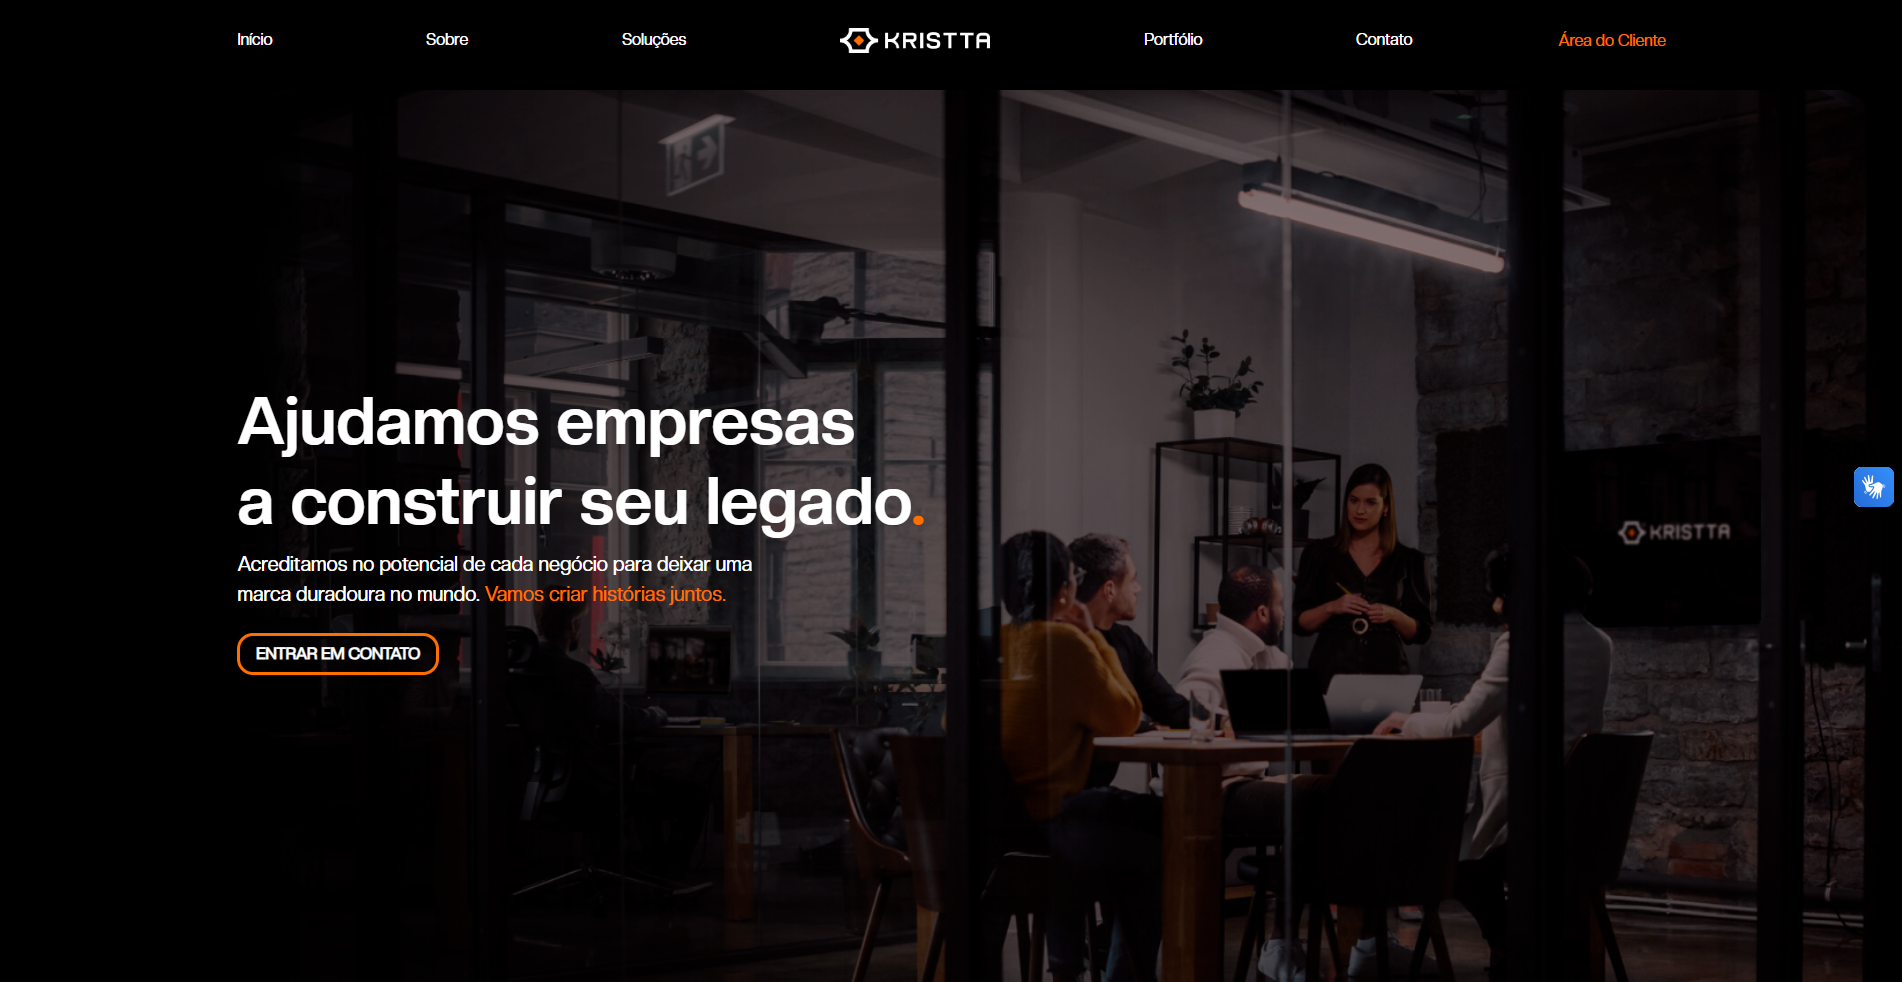 Início
Sobre
Soluções
KRISTTA
Portfólio
Contato
Área do Cliente
Ajudamos empresas
a construir seu legado.
Acreditamos no potencial de cada negócio para deixar uma
marca duradoura no mundo. Vamos criar histórias juntos.
KRISTTA
ENTRAR EM CONTATO